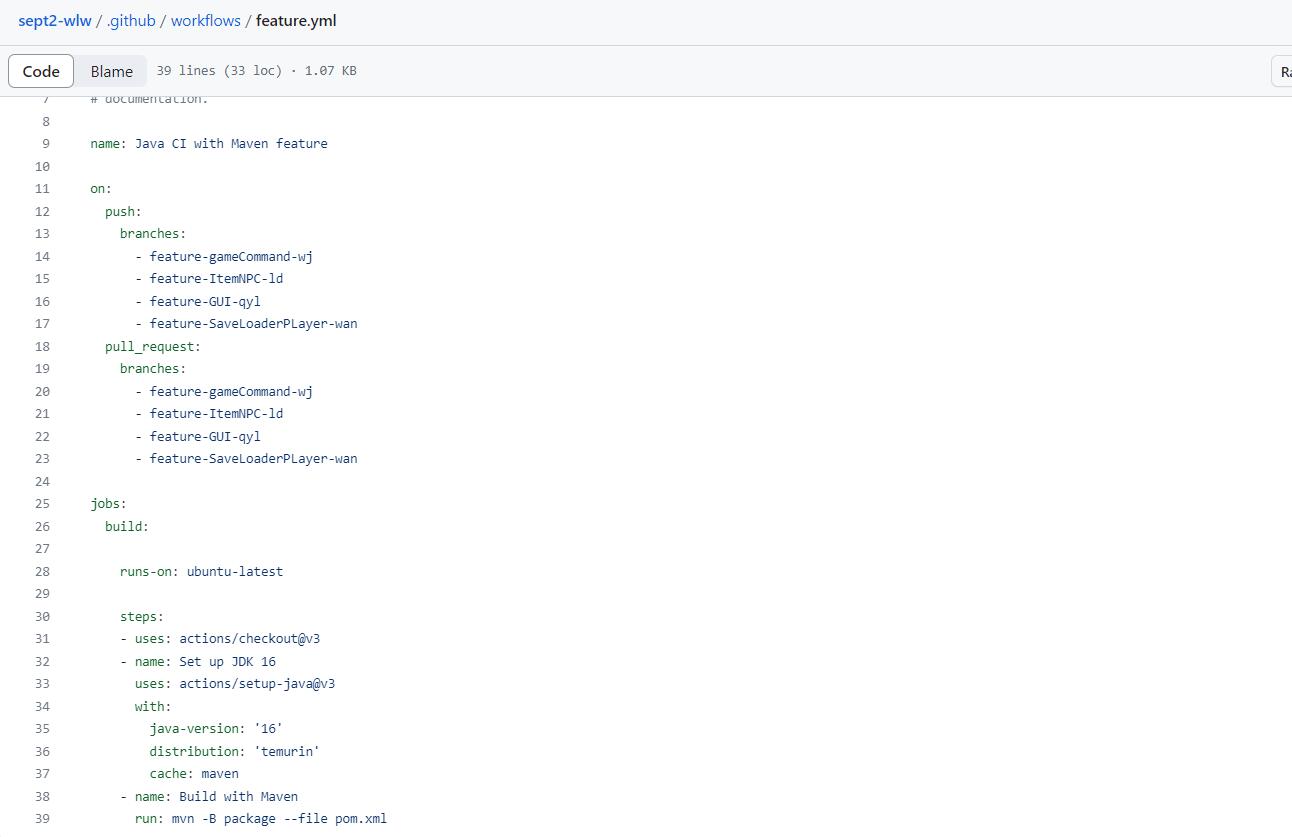 sept2-wlw / .github / workflows / feature.yml
Code Blame 39 lines (33 loc) · 1.07 KB
7 # documentation.
8
9 name: Java CI with Maven feature
10
11 on:
12 push:
13 branches:
14 - feature-gameCommand-wj
15 - feature-ItemNPC-ld
16 - feature-GUI-qyl
17 - feature-SaveLoaderPLayer-wan
18 pull_request:
19 branches:
20 - feature-gameCommand-wj
21 - feature-ItemNPC-ld
22 - feature-GUI-qyl
23 - feature-SaveLoaderPLayer-wan
24
25 jobs:
26 build:
27
28 runs-on: ubuntu-latest
29
30 steps:
31 - uses: actions/checkout@v3
32 - name: Set up JDK 16
33 uses: actions/setup-java@v3
34 with:
35 java-version: '16'
36 distribution: 'temurin'
37 cache: maven
38 - name: Build with Maven
39 run: mvn -B package --file pom.xml